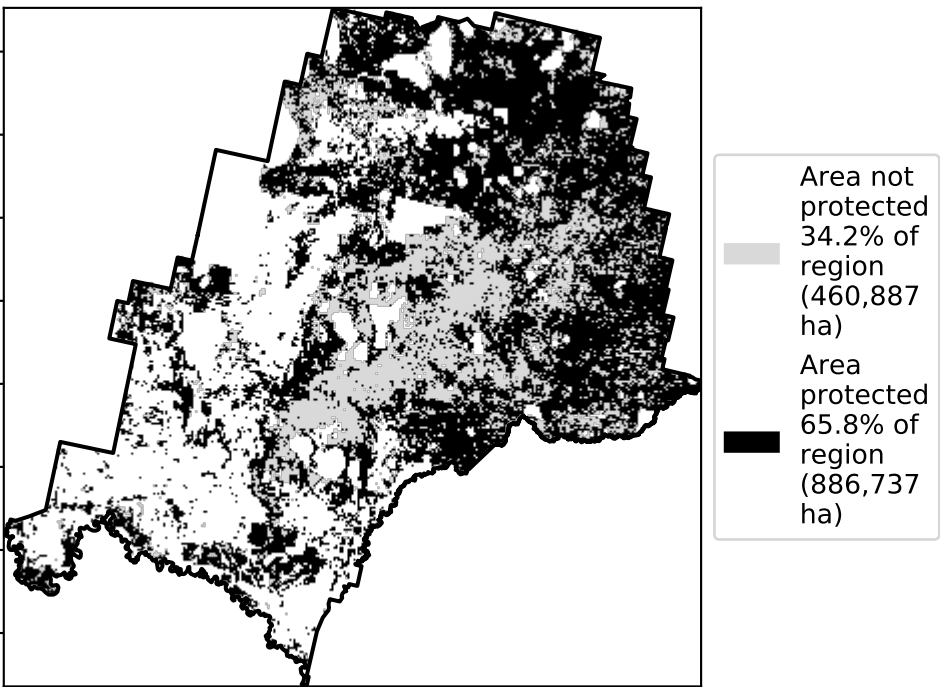 Area not
protected
34.2% of
region
(460,887
ha)
Area
protected
65.8% of
region
(886,737
ha)